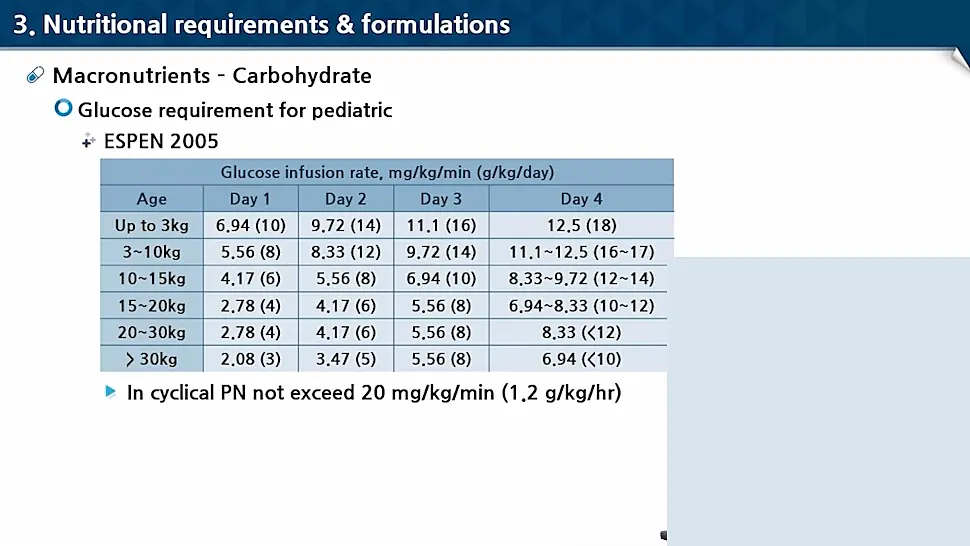 3. Nutritional requirements & formulations
Macronutrients - Carbohydrate
Glucose requirement for pediatric
ESPEN 2005
Glucose infusion rate, mg/kg/min (g/kg/day)
Age Day 1 Day 2 Day 3 Day 4
Up to 3kg 6.94 (10) 9.72 (14) 11.1 (16) 12.5 (18)
3~10kg 5.56 (8) 8.33 (12) 9.72 (14) 11.1~12.5 (16~17)
10~15kg 4.17 (6) 5.56 (8) 6.94 (10) 8.33~9.72 (12~14)
15~20kg 2.78 (4) 4.17 (6) 5.56 (8) 6.94~8.33 (10~12)
20~30kg 2.78 (4) 4.17 (6) 5.56 (8) 8.33 (<12)
> 30kg 2.08 (3) 3.47 (5) 5.56 (8) 6.94 (<10)
In cyclical PN not exceed 20 mg/kg/min (1.2 g/kg/hr)